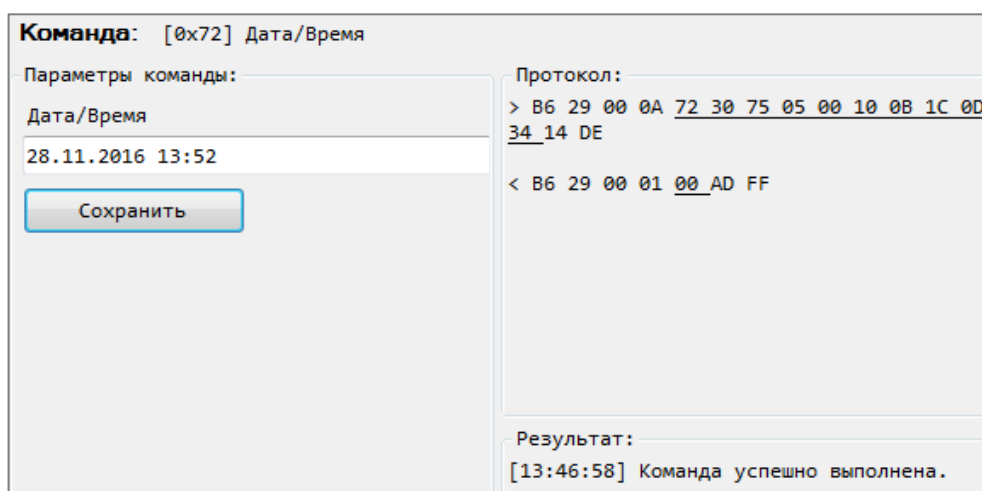 Команда: [0x72] Дата/Время
Параметры команды:
Дата/Время
28.11.2016 13:52
Сохранить
Протокол:
> B6 29 00 0A 72 30 75 05 00 10 0B 1C 0D
34 14 DE
< B6 29 00 01 00 AD FF
Результат:
[13:46:58] Команда успешно выполнена.